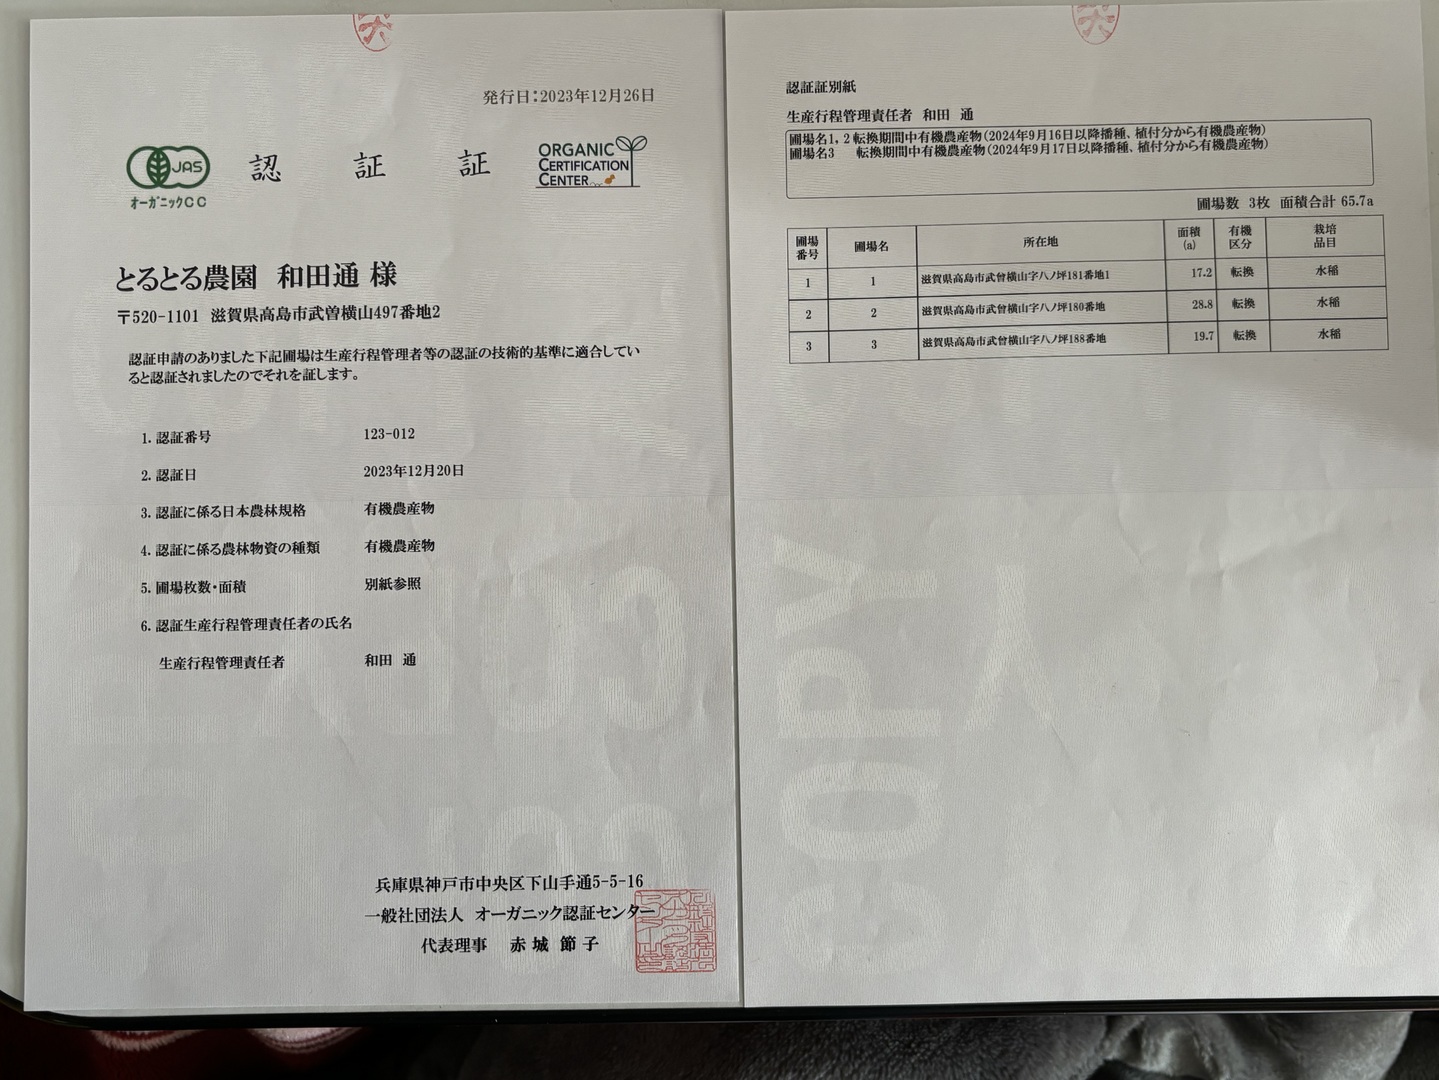 発行日：2023年12月26日
JAS
オーガニックCC
認証証
ORGANIC
CERTIFICATION
CENTER
とるとる農園 和田通 様
〒520-1101 滋賀県高島市武曽横山497番地2
認証申請のありました下記圃場は生産行程管理者等の認証の技術的基準に適合してい
ると認証されましたのでそれを証します。
1. 認証番号 123-012
2. 認証日 2023年12月20日
3. 認証に係る日本農林規格 有機農産物
4. 認証に係る農林物資の種類 有機農産物
5. 圃場枚数・面積 別紙参照
6. 認証生産行程管理責任者の氏名
生産行程管理責任者 和田 通
兵庫県神戸市中央区下山手通5-5-16
一般社団法人 オーガニック認証センター
代表理事 赤城 節子
認証証別紙
生産行程管理責任者 和田 通
圃場名1，2 転換期間中有機農産物（2024年9月16日以降播種、植付分から有機農産物）
圃場名3 転換期間中有機農産物（2024年9月17日以降播種、植付分から有機農産物）
圃場数 3枚 面積合計 65.7a
圃場番号 圃場名 所在地 面積(a) 有機区分 栽培品目
1 1 滋賀県高島市武曽横山字八ノ坪181番地1 17.2 転換 水稲
2 2 滋賀県高島市武曽横山字八ノ坪180番地 28.8 転換 水稲
3 3 滋賀県高島市武曽横山字八ノ坪188番地 19.7 転換 水稲
COPY